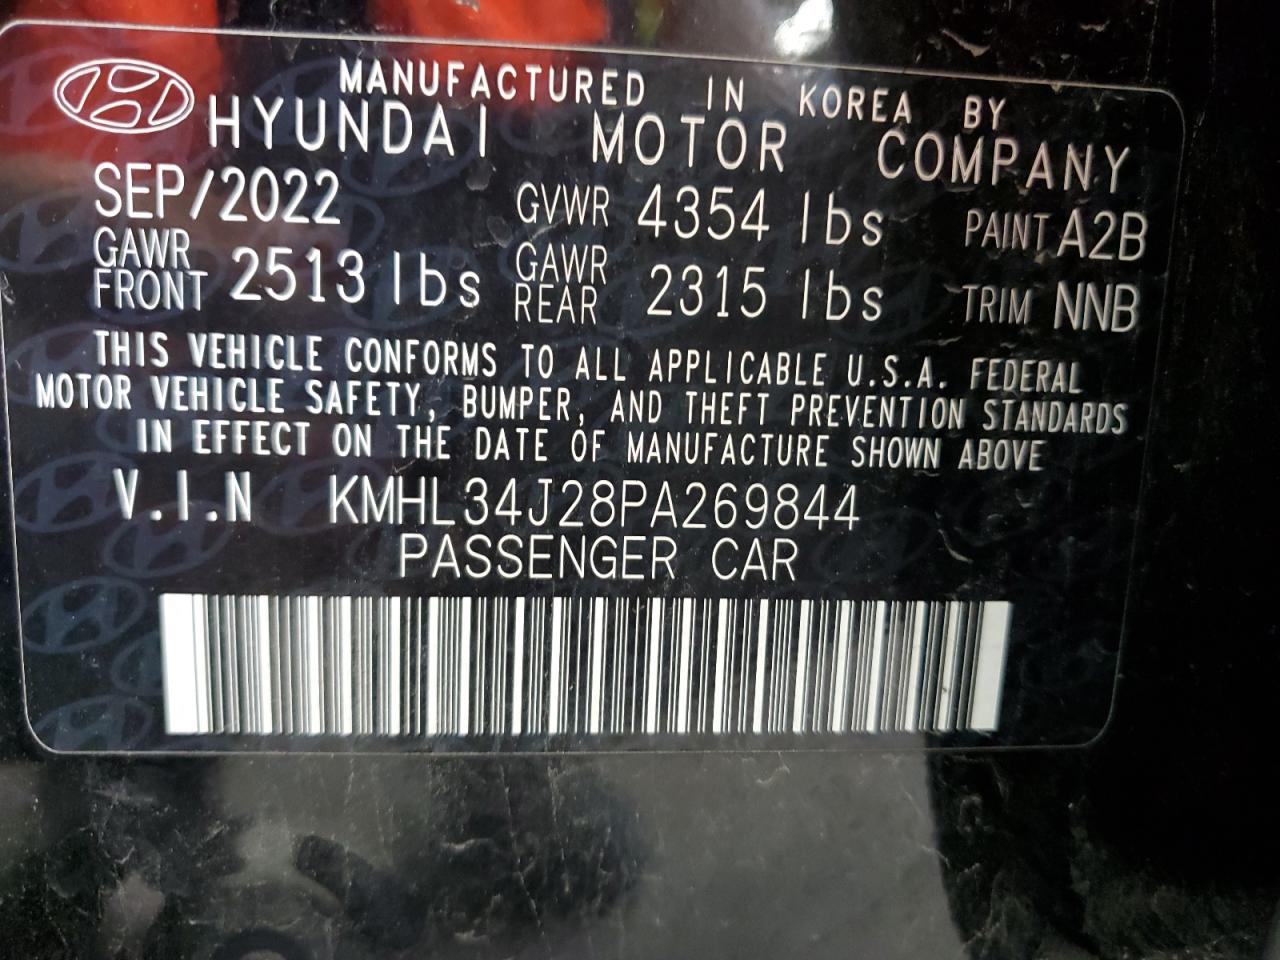 MANUFACTURED IN KOREA BY
HYUNDAI MOTOR COMPANY
SEP/2022 GVWR 4354 lbs PAINT A2B
GAWR FRONT 2513 lbs GAWR REAR 2315 lbs TRIM NNB
THIS VEHICLE CONFORMS TO ALL APPLICABLE U.S.A. FEDERAL
MOTOR VEHICLE SAFETY, BUMPER, AND THEFT PREVENTION STANDARDS
IN EFFECT ON THE DATE OF MANUFACTURE SHOWN ABOVE
V.I.N KMHL34J28PA269844
PASSENGER CAR